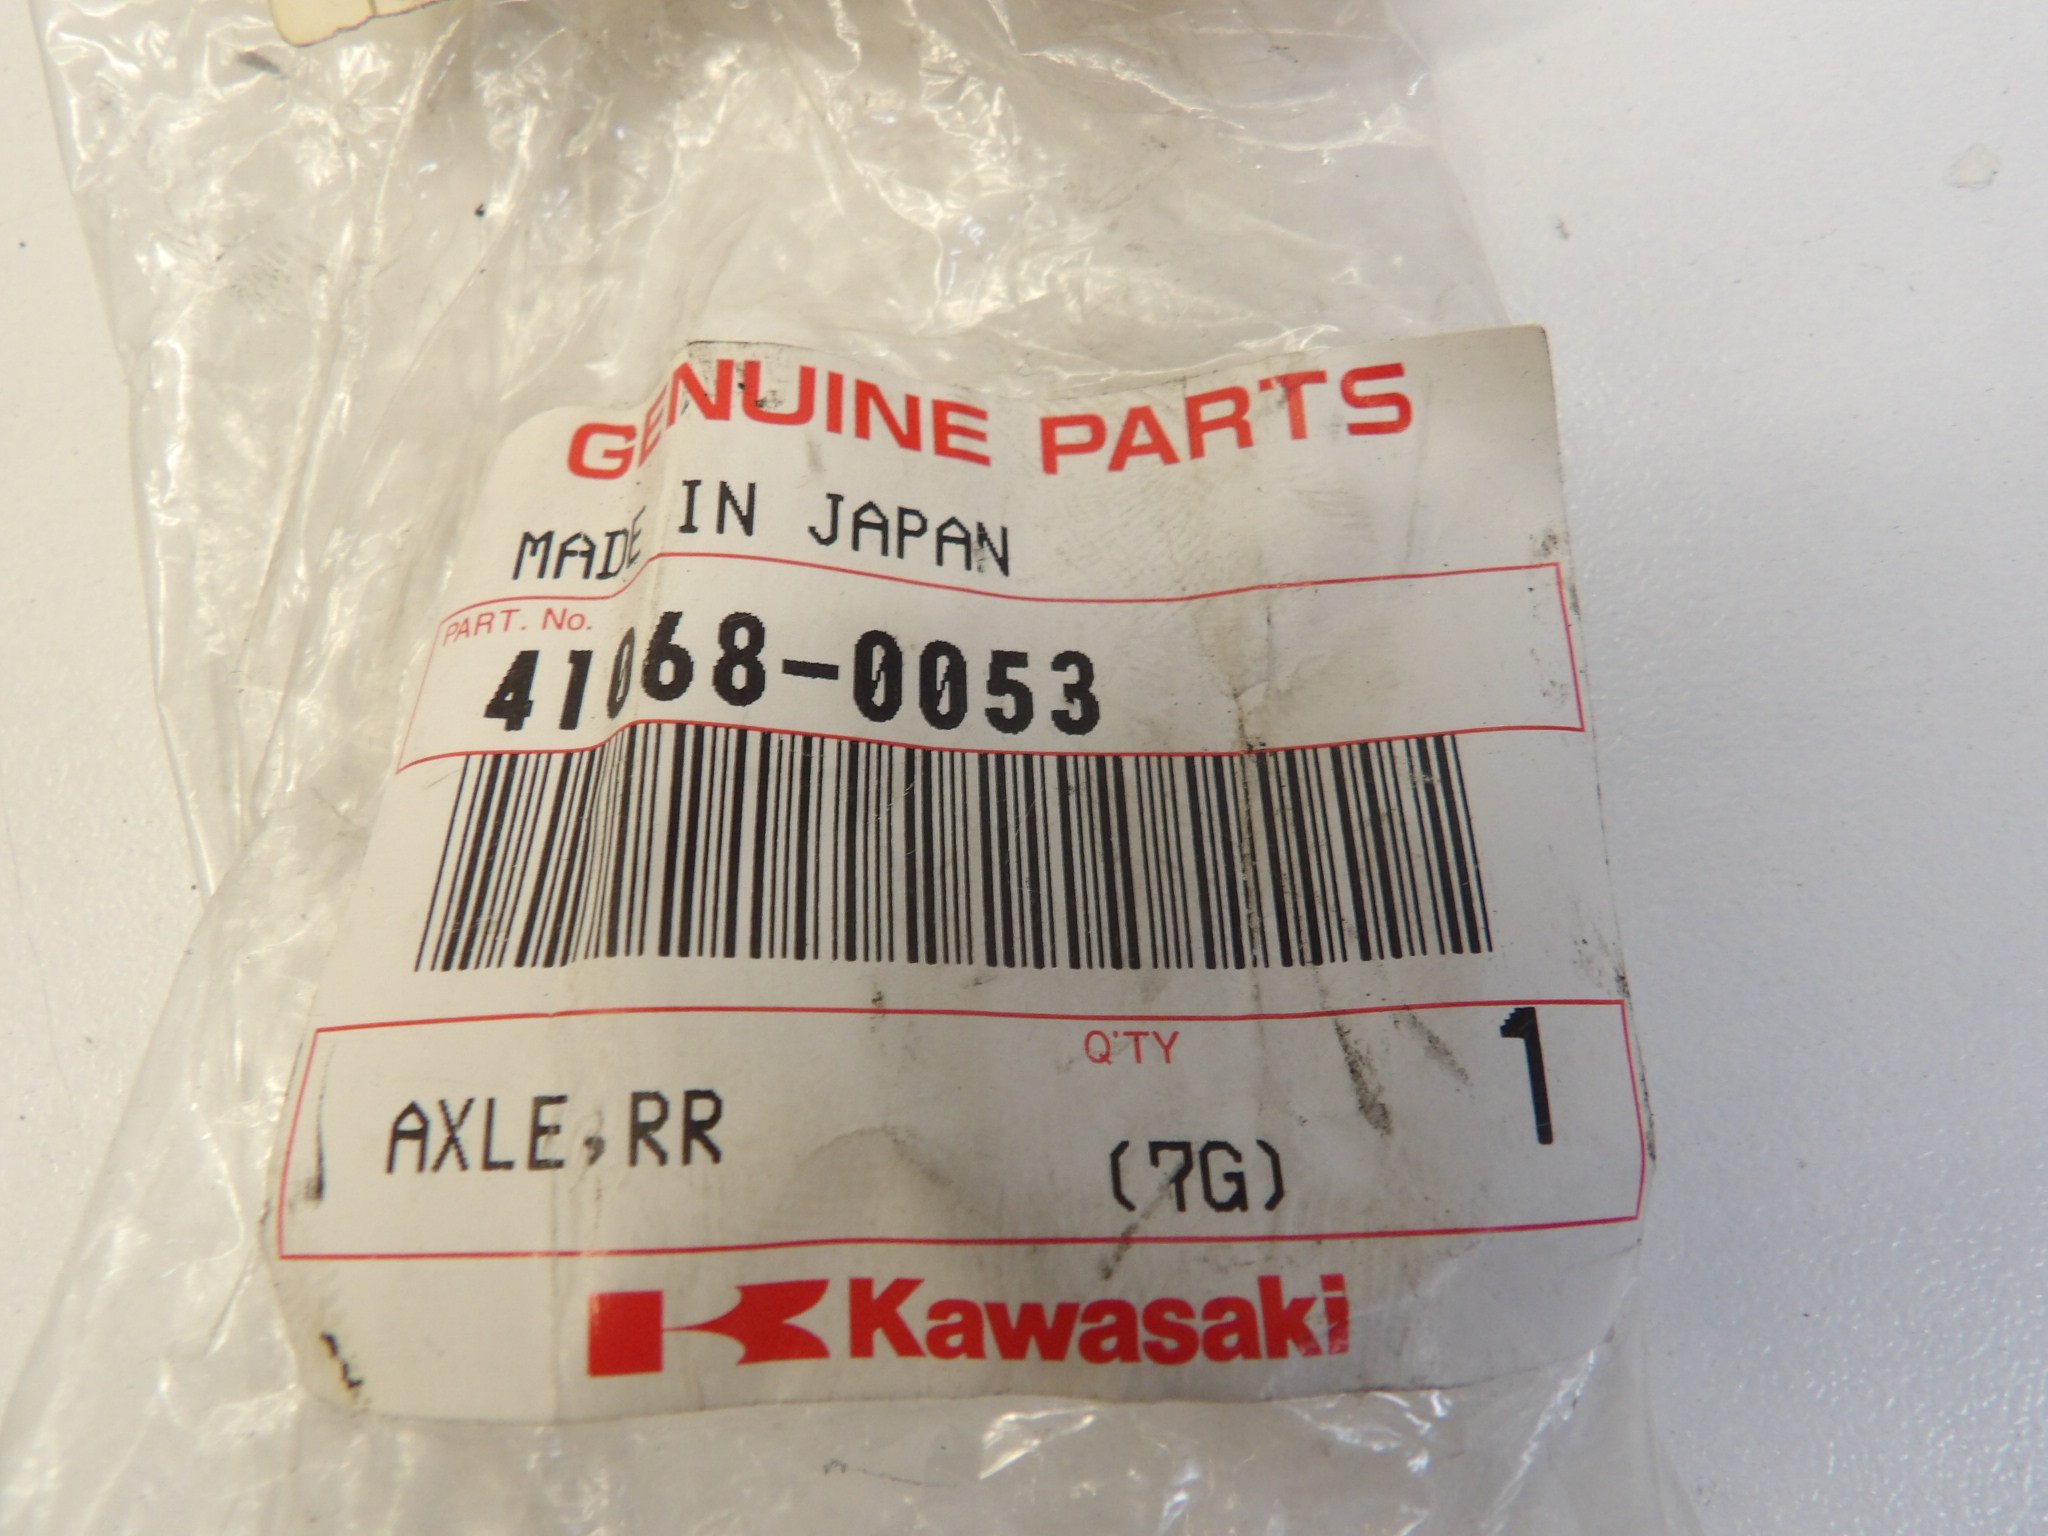 GENUINE PARTS
MADE IN JAPAN
PART. No.
41068-0053
Q'TY
1
AXLE,RR
(7G)
Kawasaki